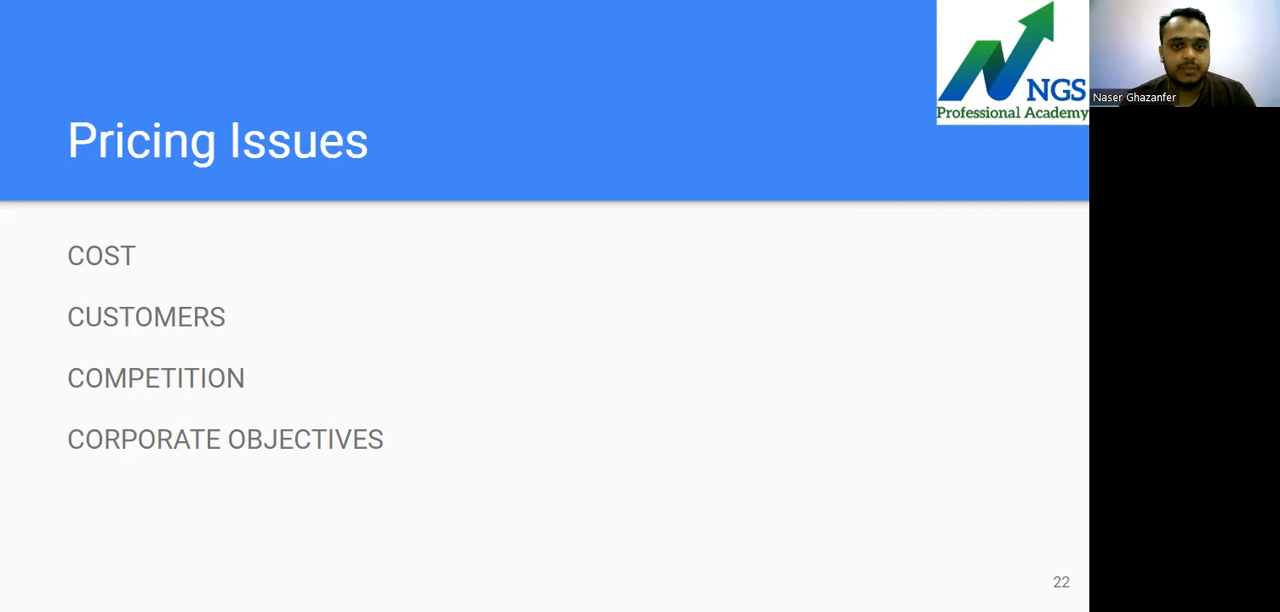 NGS
Professional Academy
Naser Ghazanfer
Pricing Issues
COST
CUSTOMERS
COMPETITION
CORPORATE OBJECTIVES
22